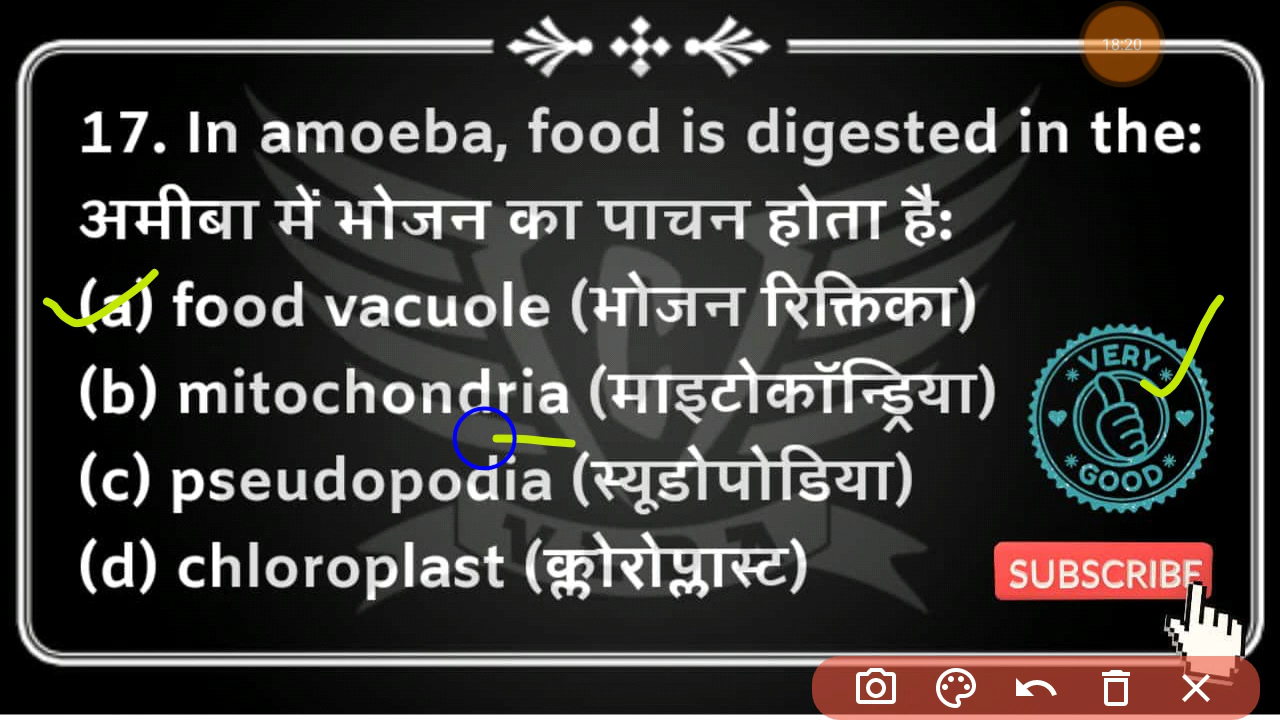 18:20
17. In amoeba, food is digested in the:
अमीबा में भोजन का पाचन होता है:
(a) food vacuole (भोजन रिक्तिका)
(b) mitochondria (माइटोकॉन्ड्रिया)
(c) pseudopodia (स्यूडोपोडिया)
(d) chloroplast (क्लोरोप्लास्ट)
VERY
GOOD
SUBSCRIBE